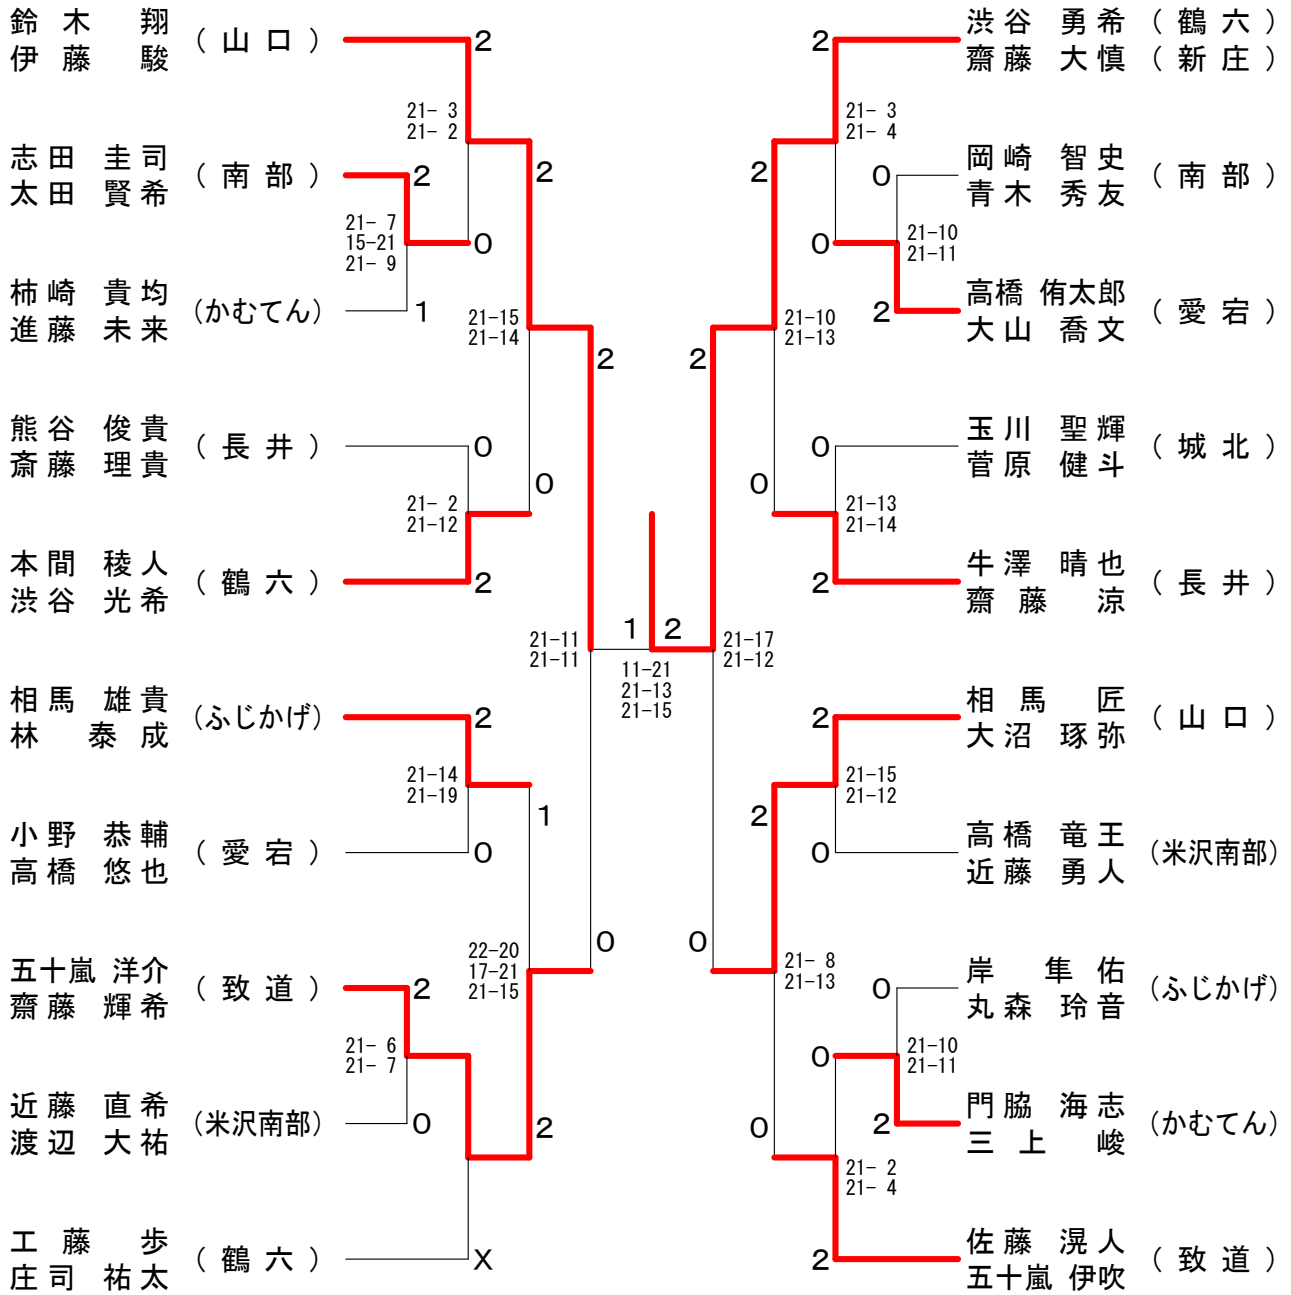 鈴木 翔
伊藤 駿
(山口)
2
21- 3
21- 2
志田 圭司
太田 賢希
(南部)
2
2
21- 7
15-21
21- 9
0
柿崎 貴均
進藤 未来
(かむてん)
1
21-15
21-14
2
熊谷 俊貴
斎藤 理貴
(長井)
0
0
21- 2
21-12
本間 稜人
渋谷 光希
(鶴六)
2
21-11
21-11
1
相馬 雄貴
林 泰成
(ふじかげ)
2
21-14
21-19
1
小野 恭輔
高橋 悠也
(愛宕)
0
0
五十嵐 洋介
齋藤 輝希
(致道)
2
22-20
17-21
21-15
21- 6
21- 7
近藤 直希
渡辺 大祐
(米沢南部)
0
2
工藤 歩
庄司 祐太
(鶴六)
X
2
渋谷 勇希 (鶴六)
齋藤 大慎 (新庄)
21- 3
21- 4
2
0
岡崎 智史
青木 秀友
(南部)
0
21-10
21-11
2
高橋 侑太郎
大山 喬文
(愛宕)
2
21-10
21-13
0
玉川 聖輝
菅原 健斗
(城北)
0
21-13
21-14
2
牛澤 晴也
齋藤 涼
(長井)
2
21-17
21-12
11-21
21-13
21-15
2
相馬 匠
大沼 琢弥
(山口)
21-15
21-12
2
0
高橋 竜王
近藤 勇人
(米沢南部)
0
21- 8
21-13
0
岸 隼佑
丸森 玲音
(ふじかげ)
0
21-10
21-11
2
門脇 海志
三上 峻
(かむてん)
0
21- 2
21- 4
2
佐藤 滉人
五十嵐 伊吹
(致道)